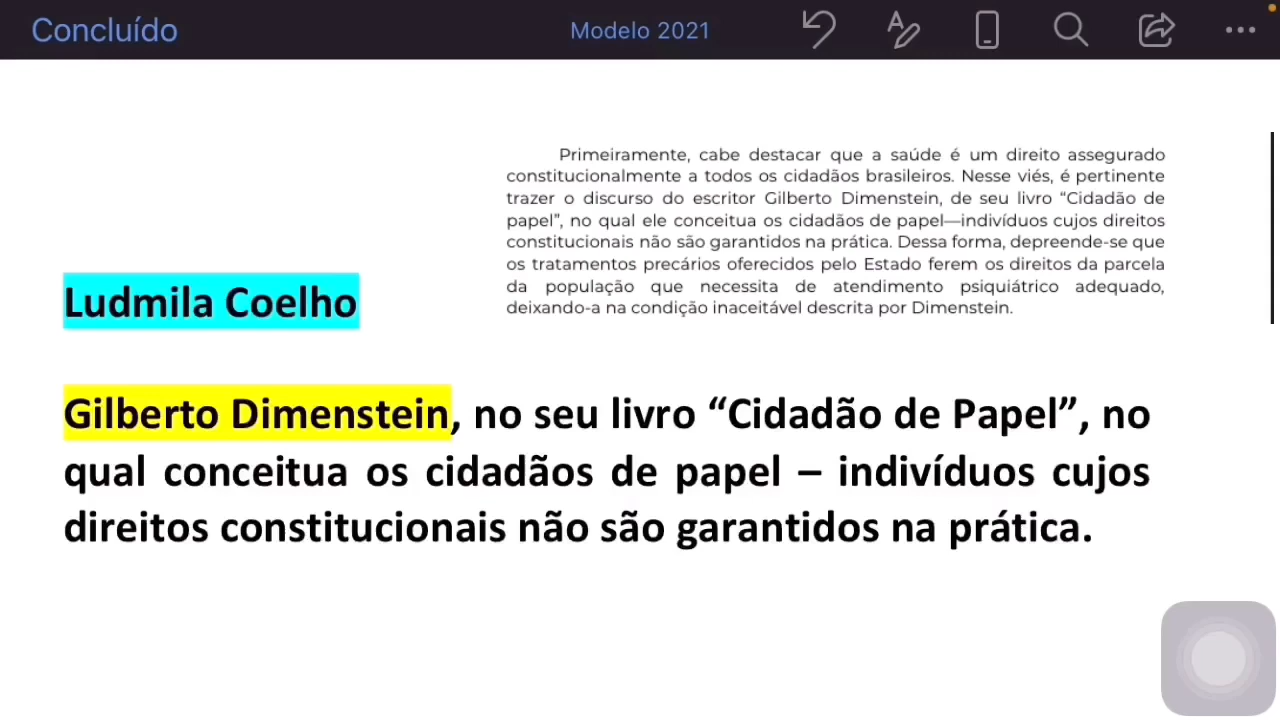 Concluído
Modelo 2021
Primeiramente, cabe destacar que a saúde é um direito assegurado
constitucionalmente a todos os cidadãos brasileiros. Nesse viés, é pertinente
trazer o discurso do escritor Gilberto Dimenstein, de seu livro “Cidadão de
papel”, no qual ele conceitua os cidadãos de papel—indivíduos cujos direitos
constitucionais não são garantidos na prática. Dessa forma, depreende-se que
os tratamentos precários oferecidos pelo Estado ferem os direitos da parcela
da população que necessita de atendimento psiquiátrico adequado,
deixando-a na condição inaceitável descrita por Dimenstein.
Ludmila Coelho
Gilberto Dimenstein, no seu livro “Cidadão de Papel”, no
qual conceitua os cidadãos de papel – indivíduos cujos
direitos constitucionais não são garantidos na prática.